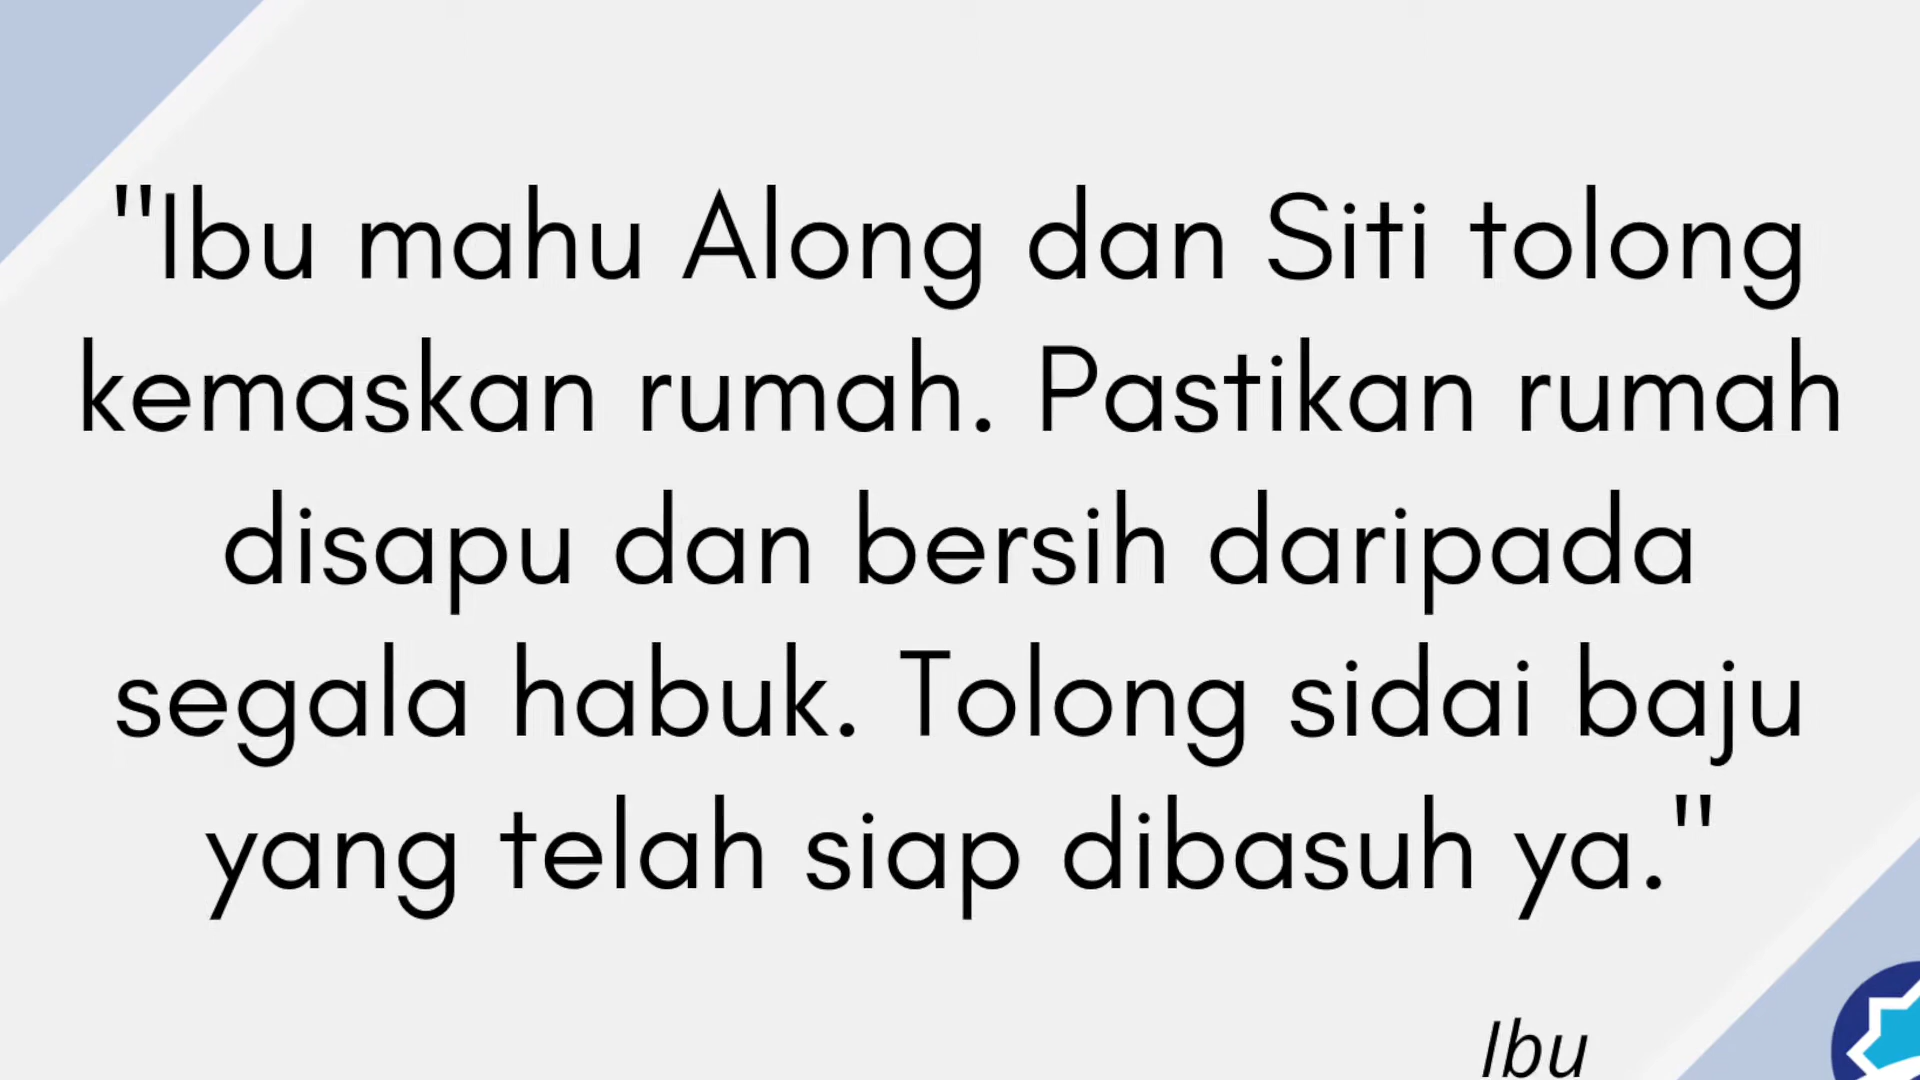 "Ibu mahu Along dan Siti tolong
kemaskan rumah. Pastikan rumah
disapu dan bersih daripada
segala habuk. Tolong sidai baju
yang telah siap dibasuh ya."
Ibu